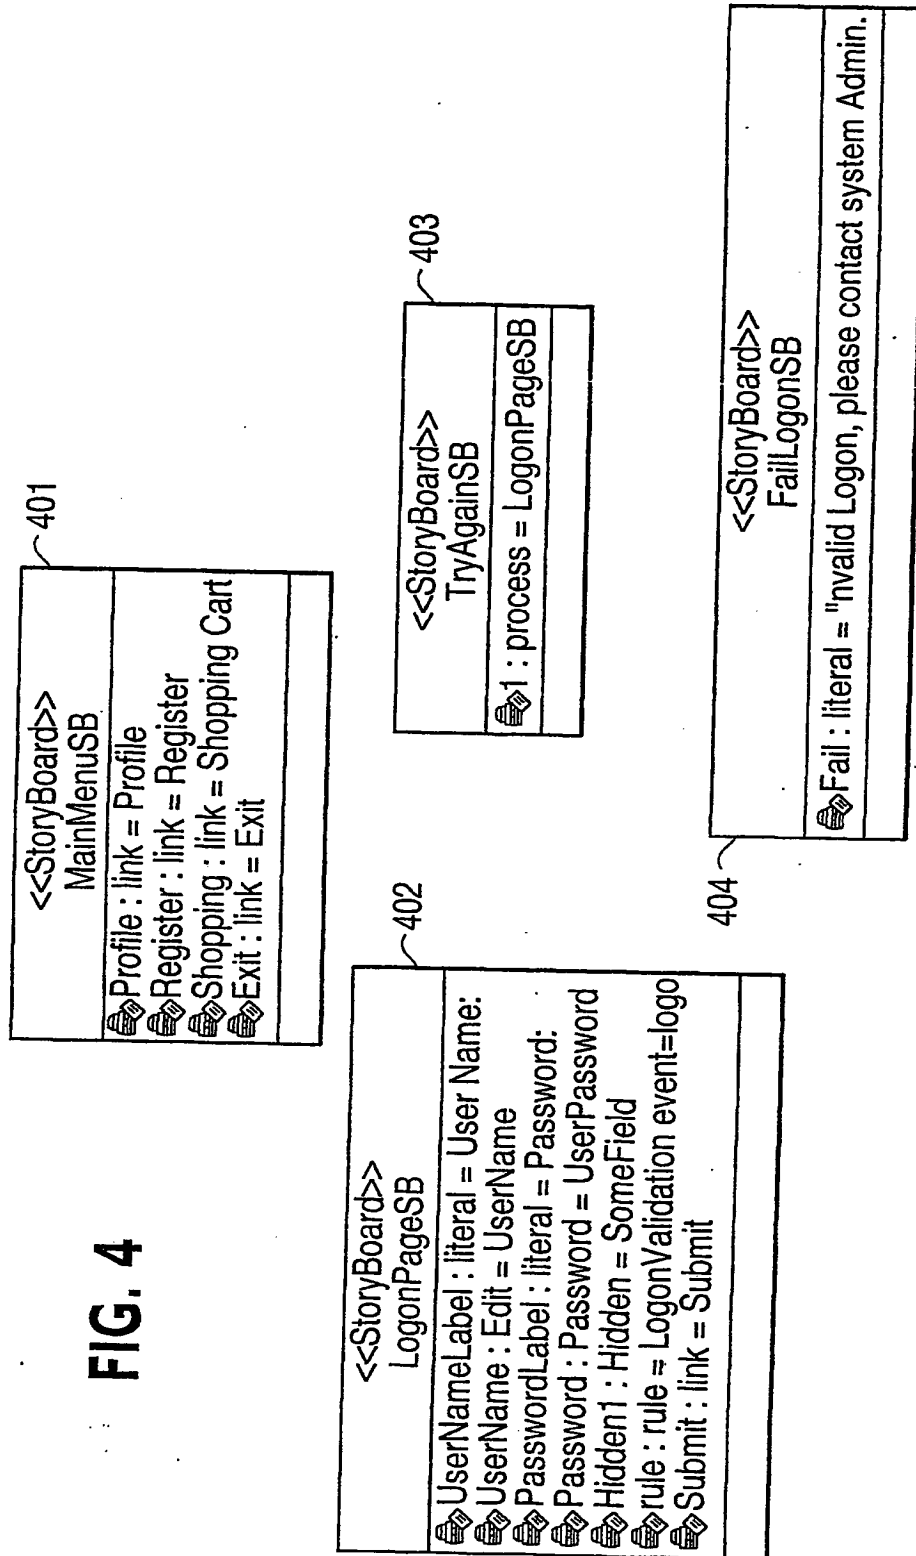 FIG. 4
<<StoryBoard>>
MainMenuSB
Profile : link = Profile
Register : link = Register
Shopping : link = Shopping Cart
Exit : link = Exit
401
<<StoryBoard>>
LogonPageSB
UserNameLabel : literal = User Name:
UserName : Edit = UserName
PasswordLabel : literal = Password:
Password : Password = UserPassword
Hidden1 : Hidden = SomeField
rule : rule = LogonValidation event=logo
Submit : link = Submit
402
<<StoryBoard>>
TryAgainSB
1 : process = LogonPageSB
403
404
<<StoryBoard>>
FailLogonSB
Fail : literal = "nvalid Logon, please contact system Admin.